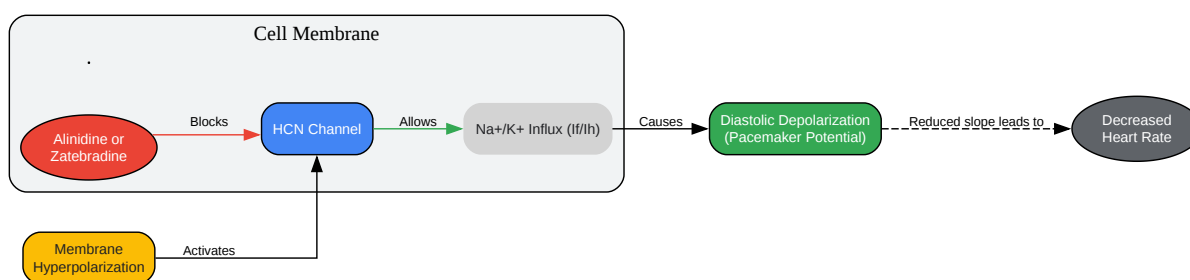 Cell Membrane
.
Alinidine or
Zatebradine
Blocks
HCN Channel
Allows
Na+/K+ Influx (If/Ih)
Causes
Diastolic Depolarization
(Pacemaker Potential)
Reduced slope leads to
Decreased
Heart Rate
Membrane
Hyperpolarization
Activates